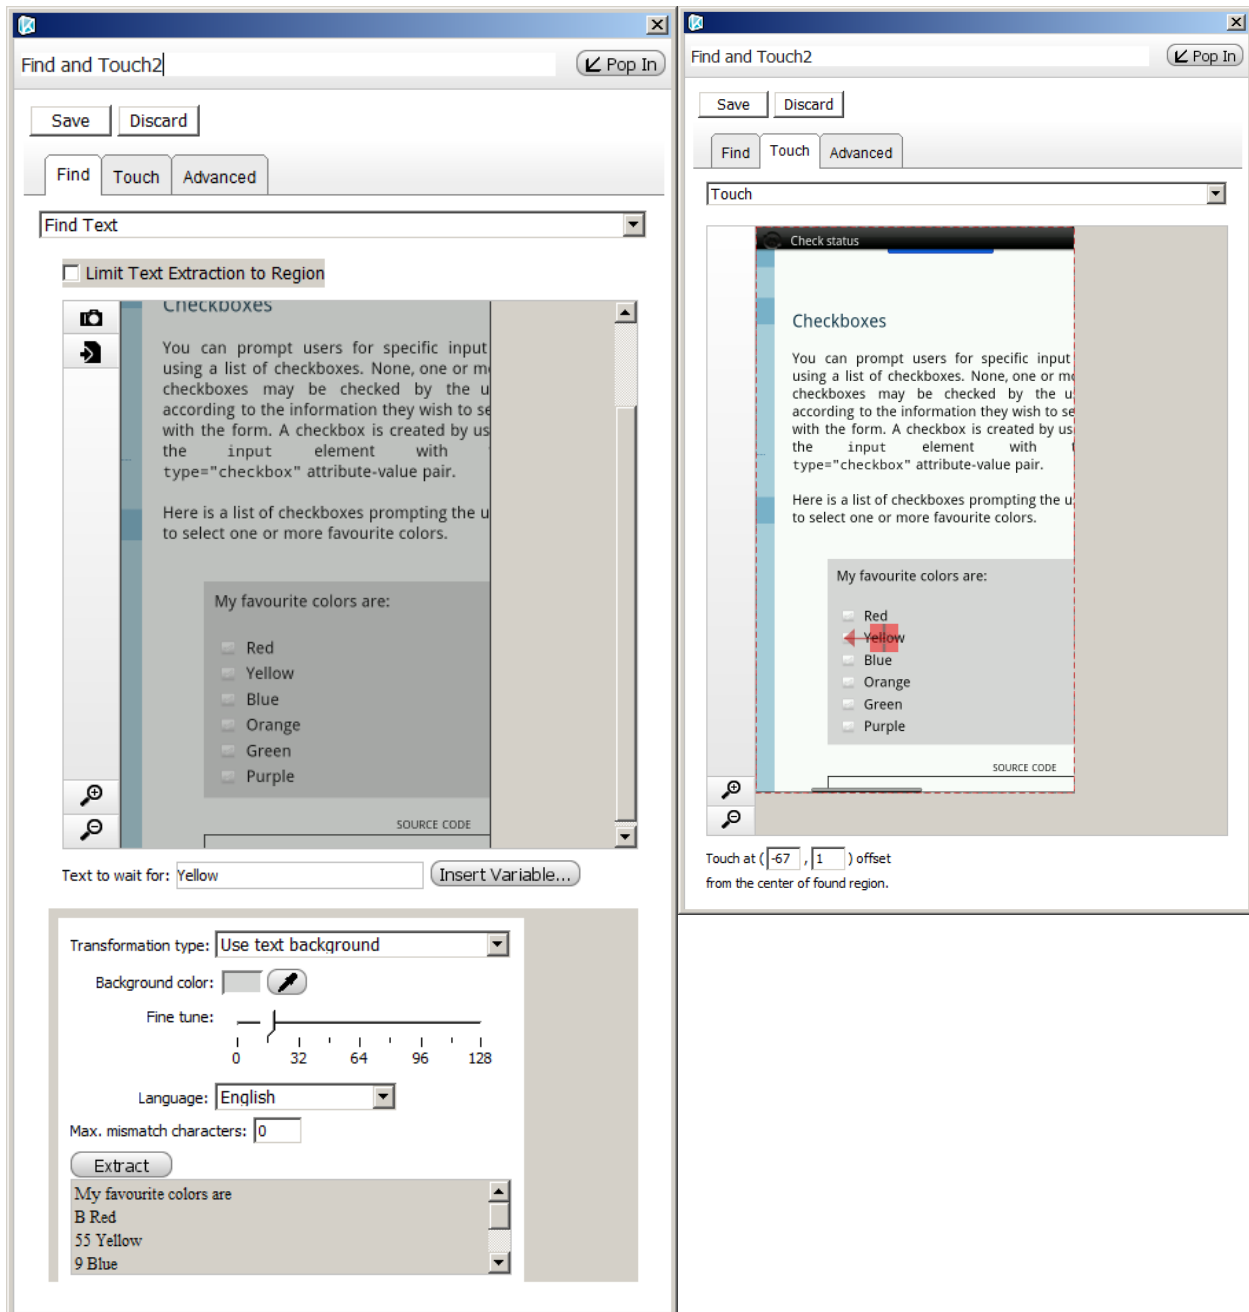 Find and Touch2
Pop In
Save
Discard
Find
Touch
Advanced
Find Text
Limit Text Extraction to Region
Checkboxes
You can prompt users for specific input
using a list of checkboxes. None, one or
checkboxes may be checked by the
according to the information they wish to
with the form. A checkbox is created by
the input element with
type="checkbox" attribute-value pair.
Here is a list of checkboxes prompting the
to select one or more favourite colors.
My favourite colors are:
Red
Yellow
Blue
Orange
Green
Purple
SOURCE CODE
Text to wait for: Yellow
Insert Variable...
Transformation type: Use text background
Background color:
Fine tune:
0 32 64 96 128
Language: English
Max. mismatch characters: 0
Extract
My favourite colors are
B Red
55 Yellow
9 Blue
Find and Touch2
Pop In
Save
Discard
Find
Touch
Advanced
Touch
Check status
Checkboxes
You can prompt users for specific input
using a list of checkboxes. None, one or
checkboxes may be checked by the
according to the information they wish to
with the form. A checkbox is created by
the input element with
type="checkbox" attribute-value pair.
Here is a list of checkboxes prompting the
to select one or more favourite colors.
My favourite colors are:
Red
Yellow
Blue
Orange
Green
Purple
SOURCE CODE
Touch at ( -67 , 1 ) offset
from the center of found region.